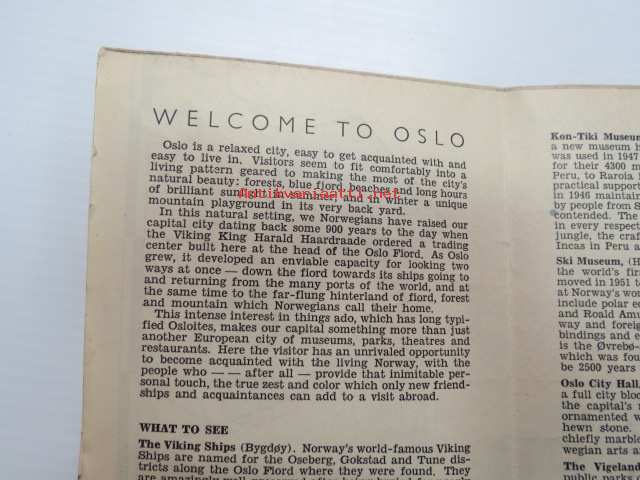 WELCOME TO OSLO
Oslo is a relaxed city, easy to get acquainted with and
easy to live in. Visitors seem to fit comfortably into a
living pattern geared to making the most of the city's
natural beauty: forests, blue fjord, beaches and long hours
of brilliant sunlight in summer, and in winter a unique
mountain playground in its very back yard.
In this natural setting, we Norwegians have raised our
capital city dating back some 900 years to the day when
the Viking King Harald Haardraade ordered a trading
center built here at the head of the Oslo Fiord. As Oslo
grew, it developed an enviable capacity for looking two
ways at once — down the fiord towards its ships going to
and returning from the many ports of the world, and at
the same time to the far-flung hinterland of fiord, forest
and mountain which Norwegians call their home.
This intense interest in things ado, which has long typi-
fied Osloites, makes our capital something more than just
another European city of museums, parks, theatres and
restaurants. Here the visitor has an unrivaled opportunity
to become acquainted with the living Norway, with the
people who — — after all — provide that inimitable per-
sonal touch, the true zest and color which only new friend-
ships and acquaintances can add to a visit abroad.
WHAT TO SEE
The Viking Ships (Bygdøy). Norway's world-famous Viking
Ships are named for the Oseberg, Gokstad and Tune dis-
tricts along the Oslo Fiord where they were found. They
are amazingly well
Kon-Tiki Museum
a new museum h
was used in 1947
for their 4300 m
Peru, to Raroia
practical support
in 1946 maintain
by people from S
contended. The
in every respect
jungle, the craf
Incas in Peru a
Ski Museum, (H
the world's fir
moved in 1951 t
at Norway's wo
include polar e
and Roald Amu
way and foreig
bindings and e
is the Øvrebø-
which was fou
be 2500 years
Oslo City Hall
a full city bloc
the capital's
ornamented w
hewn stone.
chiefly marble
wegian arts a
The Vigeland
public parks